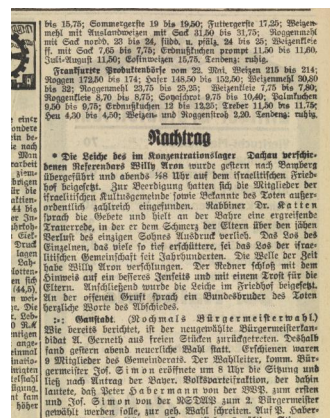 bis 15,75; Sommergerste 19 bis 19,50; Futtergerste 17,25; Weizen-
mehl mit Auslandweizen mit Sack 31,50 bis 31,75; Roggenmehl
mit Sack nordd. 23 bis 24, südd. u. pfälz. 24 bis 25; Weizenkleie
ff. mit Sack 7,65 bis 7,75; Erdnußkuchen prompt 11,50 bis 11,60,
Juli-August 11,50; Sofinweizen 15,75, Tendenz: ruhig.
Frankfurter Produktenbörse vom 22. Mai. Weizen 215 bis 214;
Roggen 172,50 bis 174; Hafer 148,50 bis 152,50; Weizenmehl 30,80
bis 32; Roggenmehl 23,75 bis 25,25; Weizenkleie 7,75 bis 7,80;
Roggenkleie 8,70 bis 8,75; Sojaschrot 9,75 bis 10,40; Palmkuchen
9,50 bis 9,75; Erdnußkuchen 12 bis 12,25; Treber 11,50 bis 11,75;
Heu 4,30 bis 4,50; Weizen- und Roggenstroh 2,20. Tendenz: ruhig.
Nachtrag
* Die Leiche des im Konzentrationslager Dachau verschie-
denen Referendars Willy Aron wurde gestern nach Bamberg
übergeführt und abends ½8 Uhr auf dem israelitischen Fried-
hof beigesetzt. Zur Beerdigung hatten sich die Mitglieder der
israelitischen Kultusgemeinde sowie Bekannte des Toten außer-
ordentlich zahlreich eingefunden. Rabbiner Dr. Katten
sprach die Gebete und hielt an der Bahre eine ergreifende
Trauerrede, in der er dem Schmerz der Eltern über den jähen
Verlust des einzigen Sohnes Ausdruck verlieh. Das Los des
Einzelnen, das viele so tief erschüttere, sei das Los der israe-
litischen Gemeinschaft seit Jahrhunderten. Die Welle der Zeit
habe Willy Aron verschlungen. Der Redner schloß mit dem
Hinweis auf ein besseres Jenseits und mit einem Trost für die
Eltern. Anschließend wurde die Leiche im Friedhof beigesetzt.
An der offenen Gruft sprach ein Bundesbruder des Toten
herzliche Worte des Abschiedes.
:-: Gaustadt. (Nochmals Bürgermeisterwahl.)
Wie bereits berichtet, ist der neugewählte Bürgermeisterkan-
didat A. Gerneth aus freien Stücken zurückgetreten. Deshalb
fand gestern abend neuerliche Wahl statt. Erschienen waren
9 Mitglieder des Gemeinderats. Der Wahlleiter, komm. Bür-
germeister Jos. Simon eröffnete um 8 Uhr die Sitzung und
ließ nach Antrag der Bayer. Volkspartei­fraktion, der dahin
lautete, daß Peter Habermann von der BVP. zum ersten
und Jos. Simon von der NSDAP zum 2. Bürgermeister
gewählt werden solle, zur geh. Wahl schreiten. Auf P. Haber-